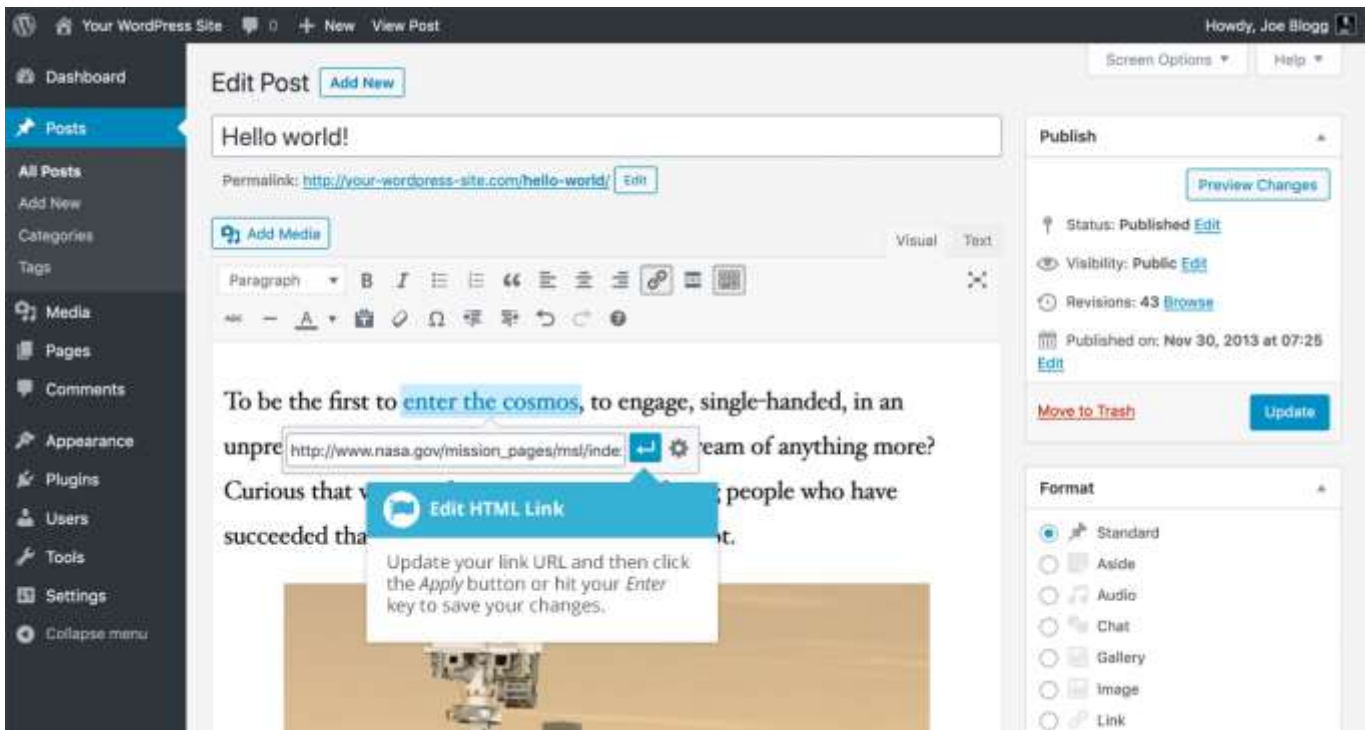 Your WordPress Site 0 + New View Post Howdy, Joe Blogg
Screen Options Help
Dashboard
Posts
All Posts
Add New
Categories
Tags
Media
Pages
Comments
Appearance
Plugins
Users
Tools
Settings
Collapse menu
Edit Post Add New
Hello world!
Permalink: http://your-wordpress-site.com/hello-world/ Edit
Add Media
Visual Text
Paragraph B I
ABC A Ω
To be the first to enter the cosmos, to engage, single-handed, in an
unpre http://www.nasa.gov/mission_pages/msl/inde eam of anything more?
Curious that people who have
succeeded tha
Edit HTML Link
Update your link URL and then click
the Apply button or hit your Enter
key to save your changes.
Publish
Preview Changes
Status: Published Edit
Visibility: Public Edit
Revisions: 43 Browse
Published on: Nov 30, 2013 at 07:25
Edit
Move to Trash Update
Format
Standard
Aside
Audio
Chat
Gallery
Image
Link